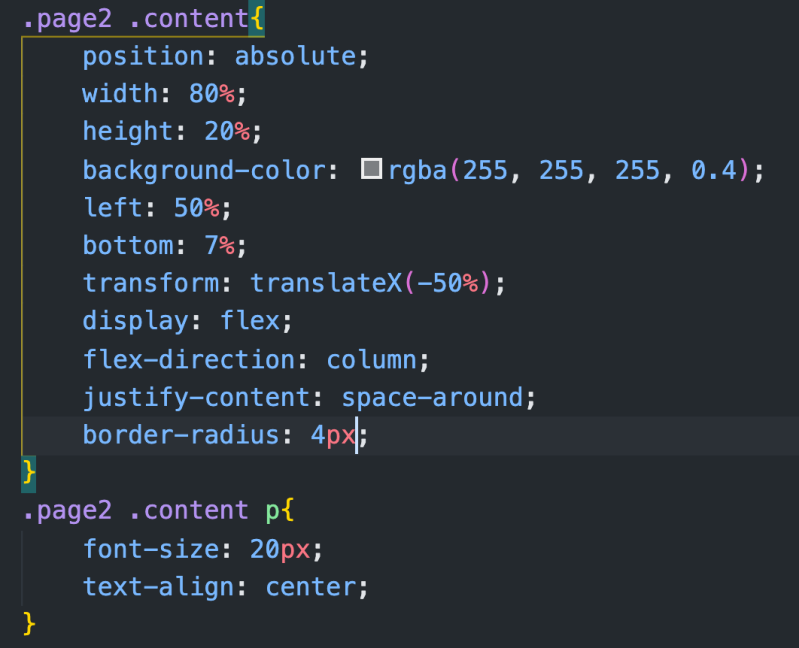 .page2 .content{
    position: absolute;
    width: 80%;
    height: 20%;
    background-color: rgba(255, 255, 255, 0.4);
    left: 50%;
    bottom: 7%;
    transform: translateX(-50%);
    display: flex;
    flex-direction: column;
    justify-content: space-around;
    border-radius: 4px;
}
.page2 .content p{
    font-size: 20px;
    text-align: center;
}